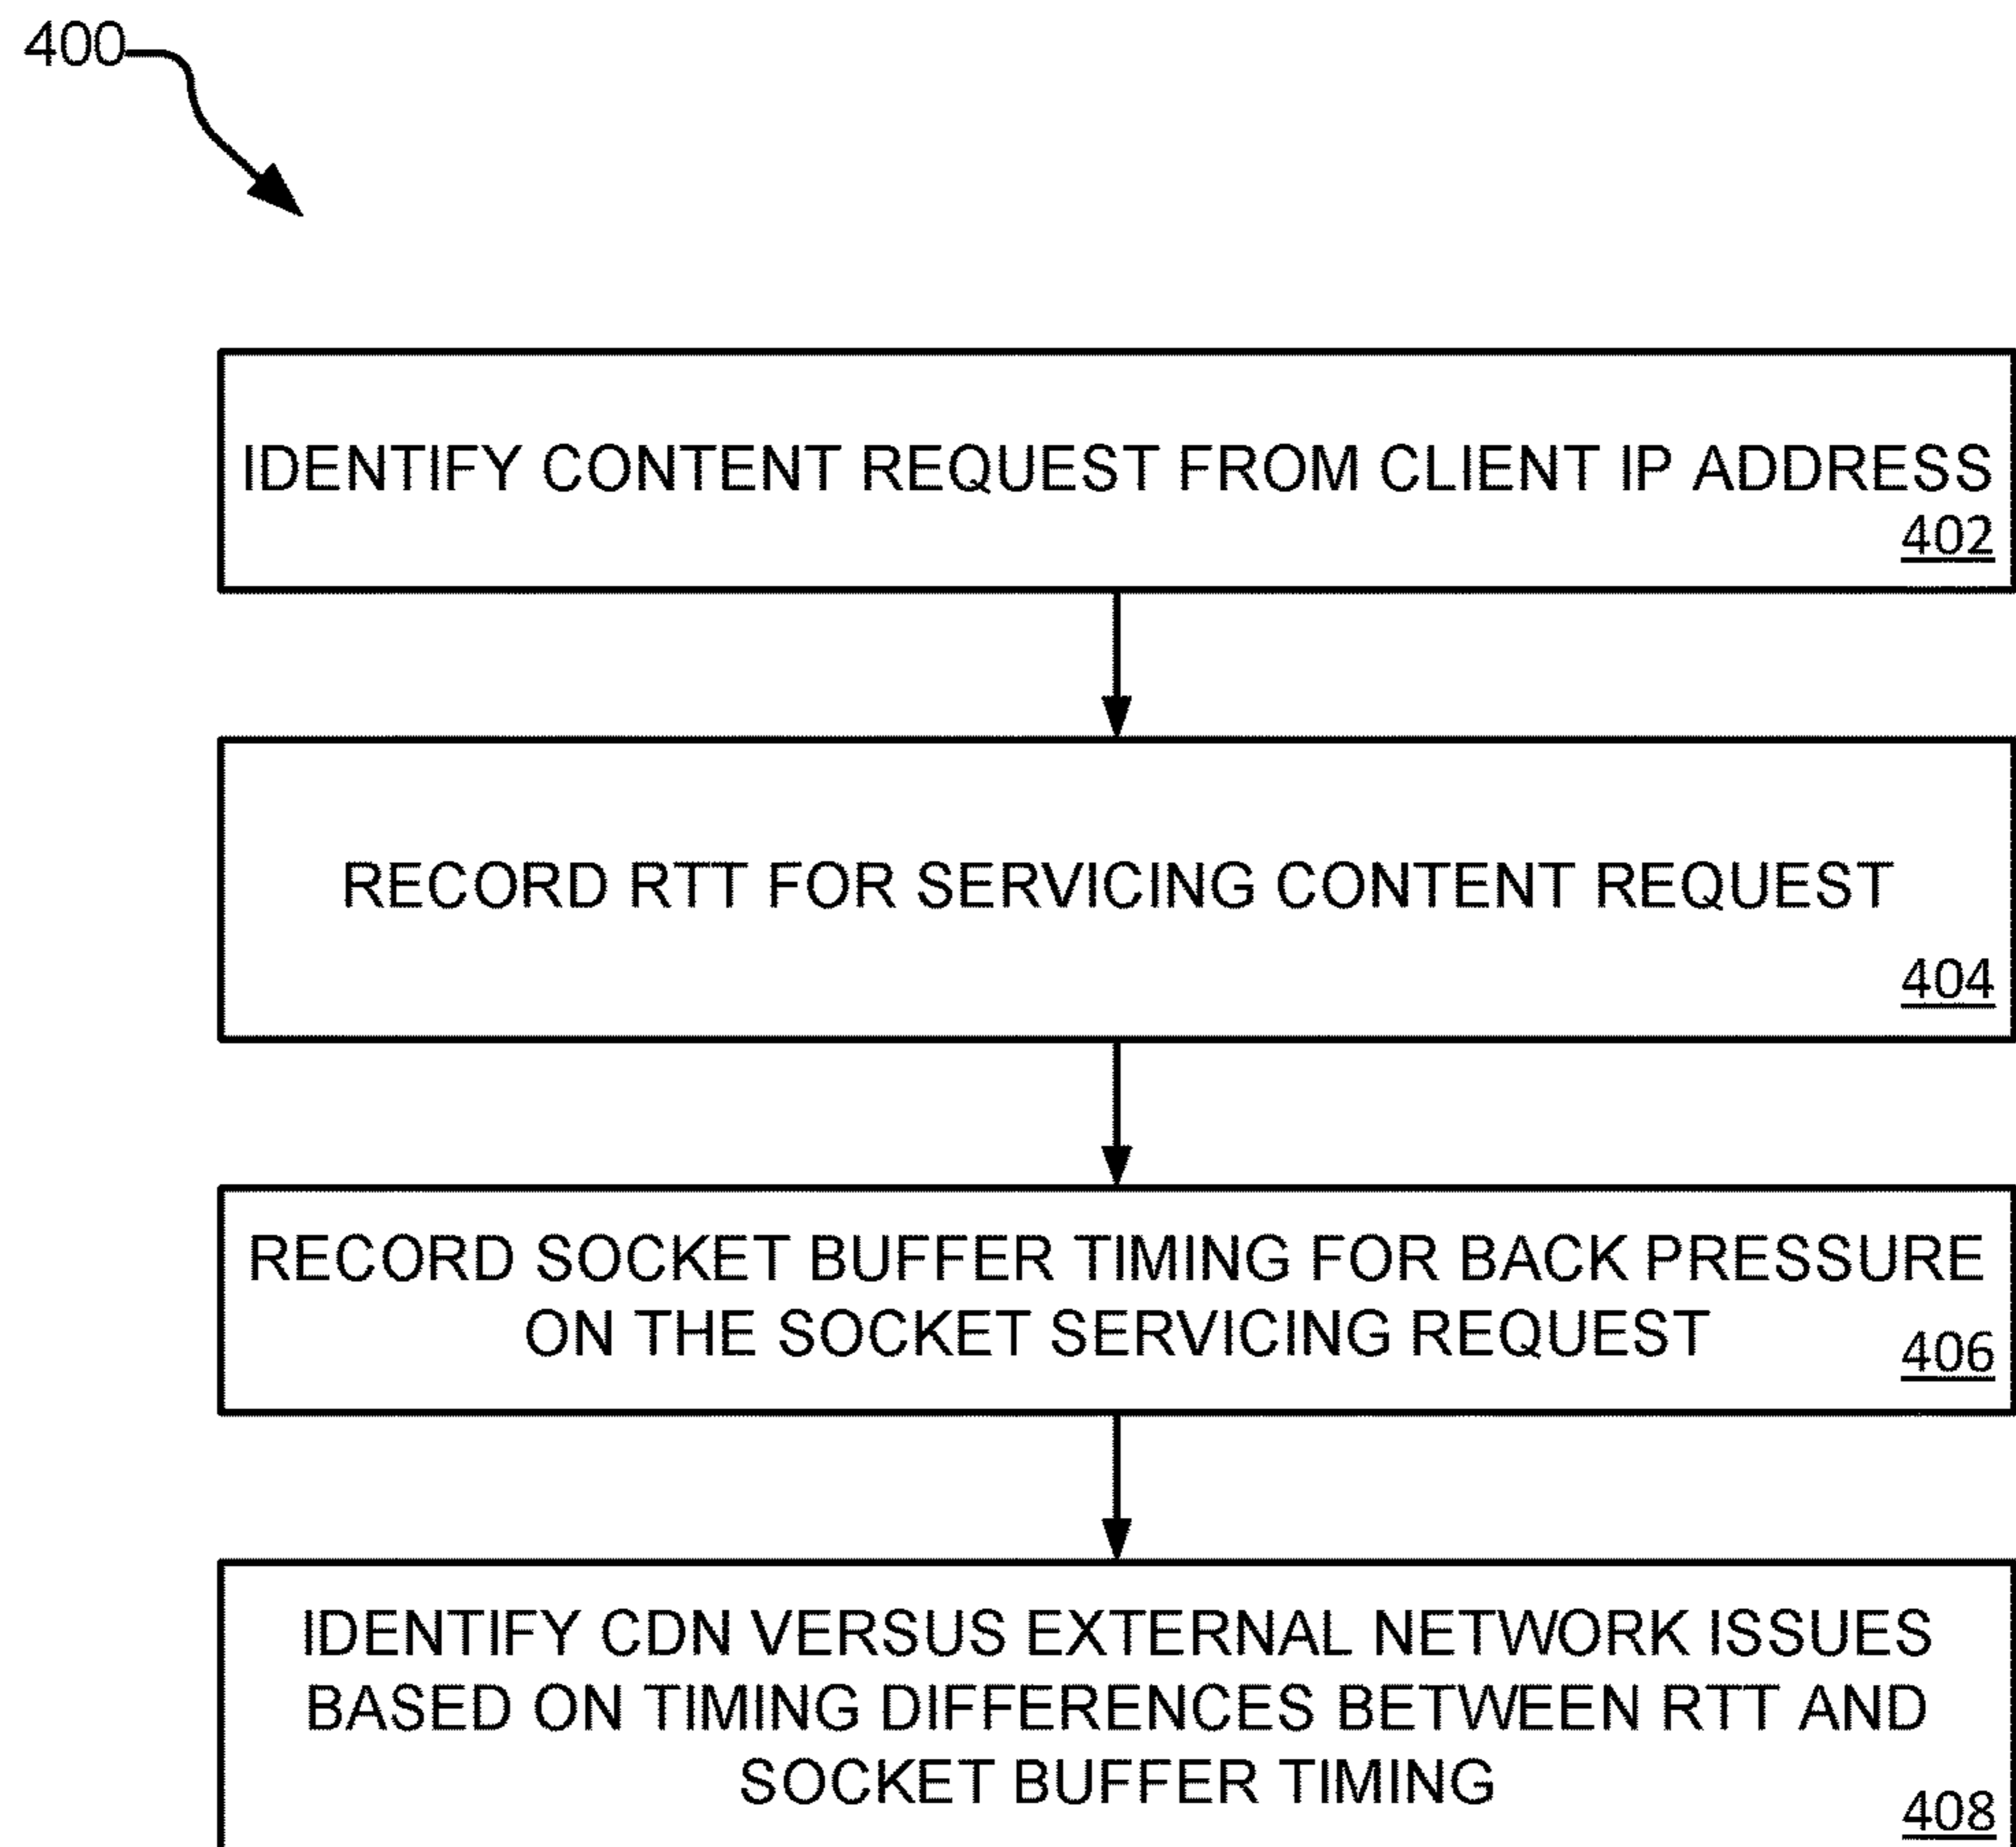 400
IDENTIFY CONTENT REQUEST FROM CLIENT IP ADDRESS
402
RECORD RTT FOR SERVICING CONTENT REQUEST
404
RECORD SOCKET BUFFER TIMING FOR BACK PRESSURE
ON THE SOCKET SERVICING REQUEST
406
IDENTIFY CDN VERSUS EXTERNAL NETWORK ISSUES
BASED ON TIMING DIFFERENCES BETWEEN RTT AND
SOCKET BUFFER TIMING
408